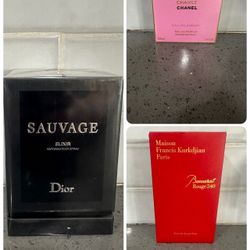 SAUVAGE
ELIXIR
Dior
CHANCE
CHANEL
Maison
Francis Kurkdjian
Paris
Baccarat
Rouge 540